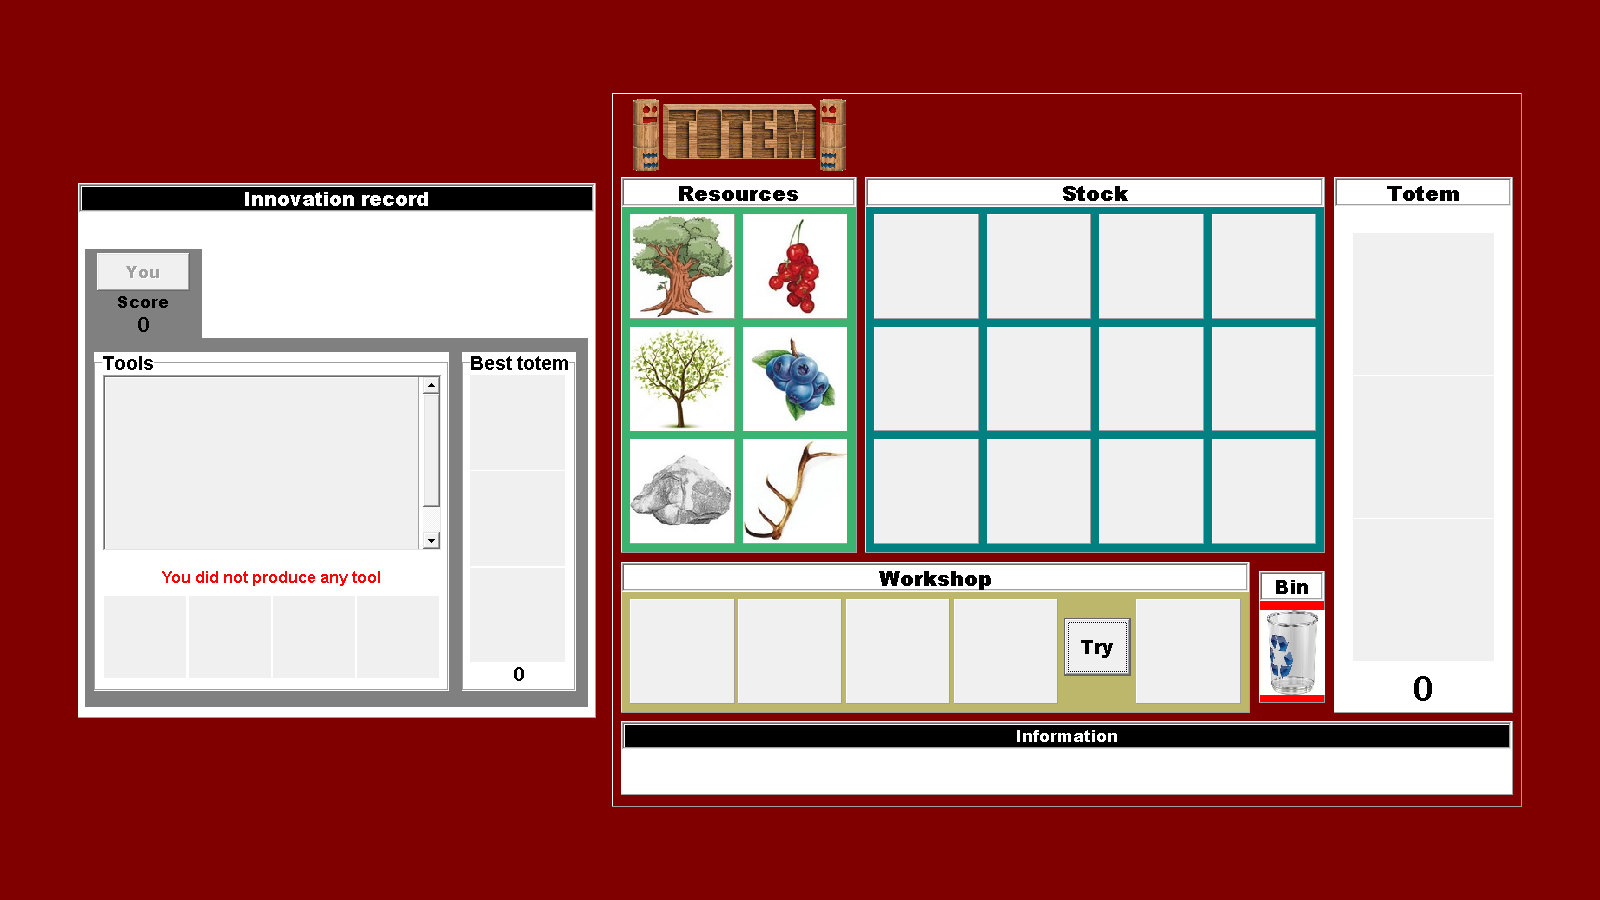 TOTEM
Innovation record
You
Score
0
Tools
Best totem
You did not produce any tool
0
Resources
Stock
Totem
Workshop
Try
Bin
0
Information